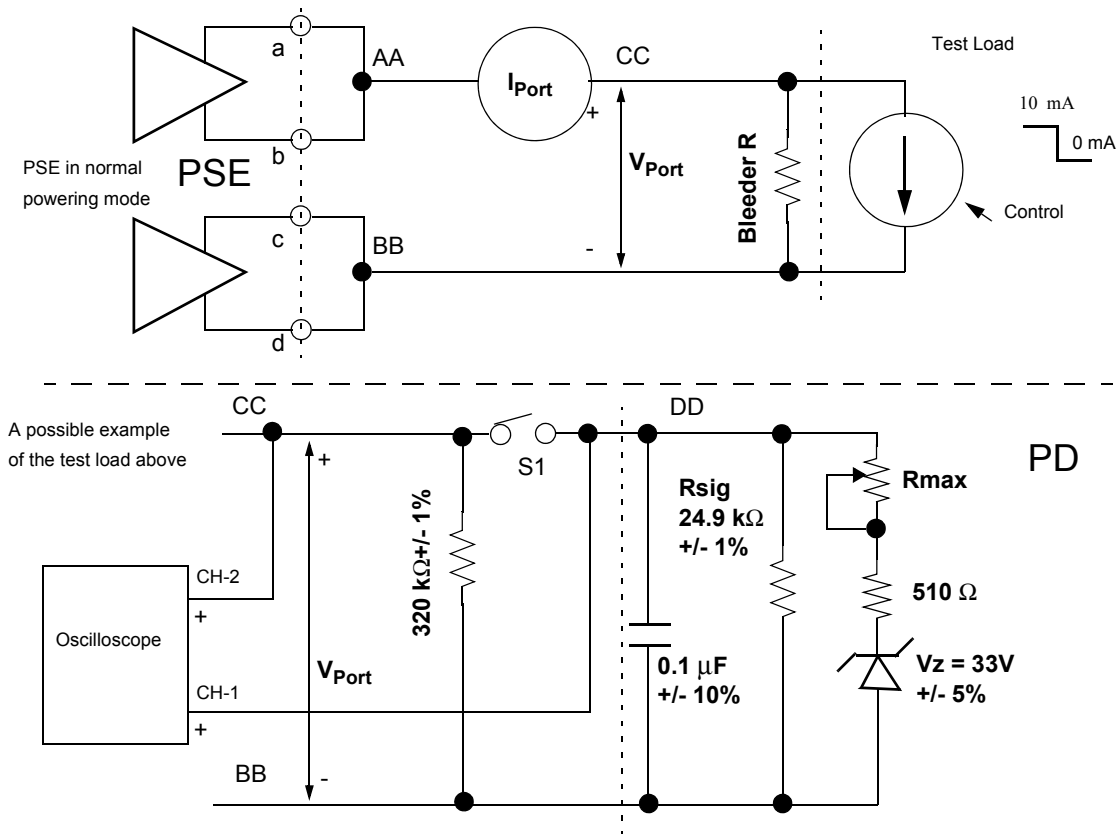 a
AA
b
PSE in normal
powering mode
PSE
c
BB
d
IPort
CC
+
VPort
-
Bleeder R
Test Load
10 mA
0 mA
Control
A possible example
of the test load above
CC
+
VPort
-
BB
Oscilloscope
CH-2
+
CH-1
+
320 kΩ+/- 1%
S1
DD
0.1 μF
+/- 10%
Rsig
24.9 kΩ
+/- 1%
Rmax
510 Ω
Vz = 33V
+/- 5%
PD